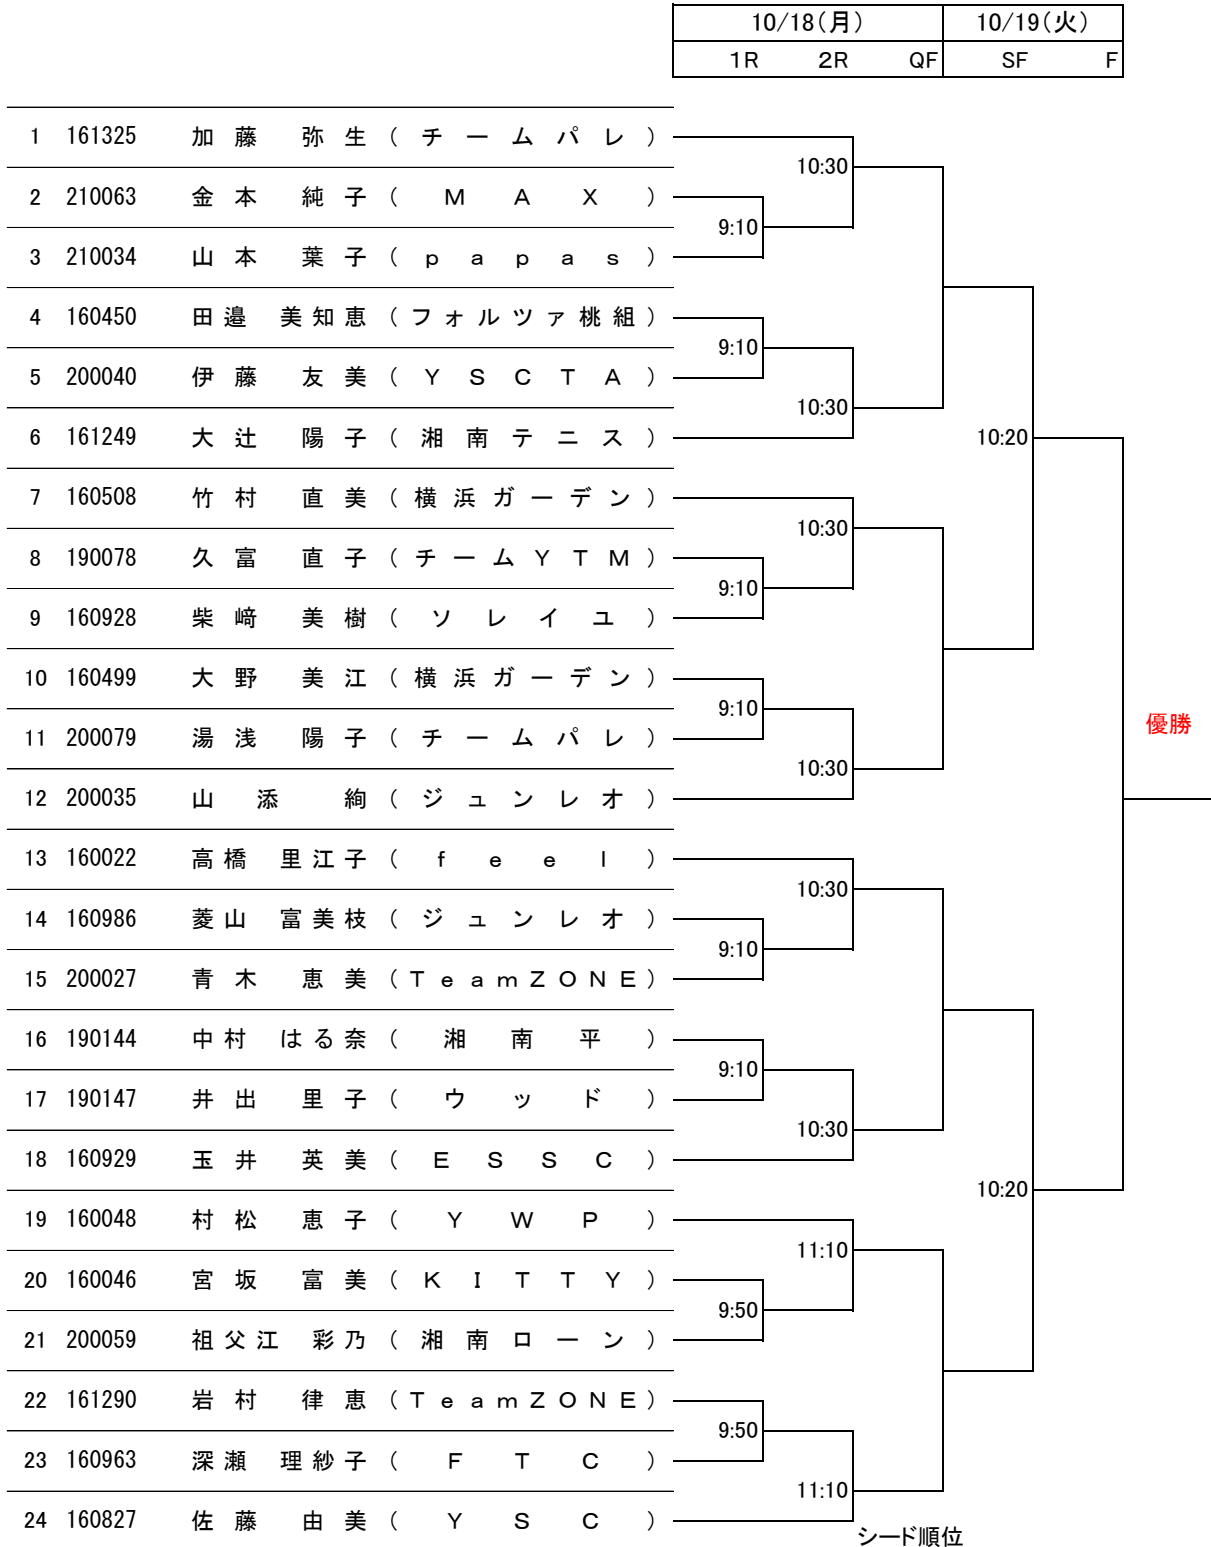 10/18(月) 10/19(火)
1R 2R QF SF F
1 161325 加藤 弥生 (チームパレ)
10:30
2 210063 金本 純子 (MAX)
9:10
3 210034 山本 葉子 (papas)
4 160450 田邉 美知恵 (フォルツァ桃組)
9:10
5 200040 伊藤 友美 (YSCTA)
10:30
6 161249 大辻 陽子 (湘南テニス) 10:20
7 160508 竹村 直美 (横浜ガーデン)
10:30
8 190078 久富 直子 (チームYTM)
9:10
9 160928 柴﨑 美樹 (ソレイユ)
10 160499 大野 美江 (横浜ガーデン)
9:10
優勝
11 200079 湯浅 陽子 (チームパレ)
10:30
12 200035 山添 絢 (ジュンレオ)
13 160022 高橋 里江子 (feel)
10:30
14 160986 菱山 富美枝 (ジュンレオ)
9:10
15 200027 青木 恵美 (TeamZONE)
16 190144 中村 はる奈 (湘南平)
9:10
17 190147 井出 里子 (ウッド)
10:30
18 160929 玉井 英美 (ESSC)
10:20
19 160048 村松 恵子 (YWP)
11:10
20 160046 宮坂 富美 (KITTY)
9:50
21 200059 祖父江 彩乃 (湘南ローン)
22 161290 岩村 律恵 (TeamZONE)
9:50
23 160963 深瀬 理紗子 (FTC)
11:10
24 160827 佐藤 由美 (YSC)
シード順位